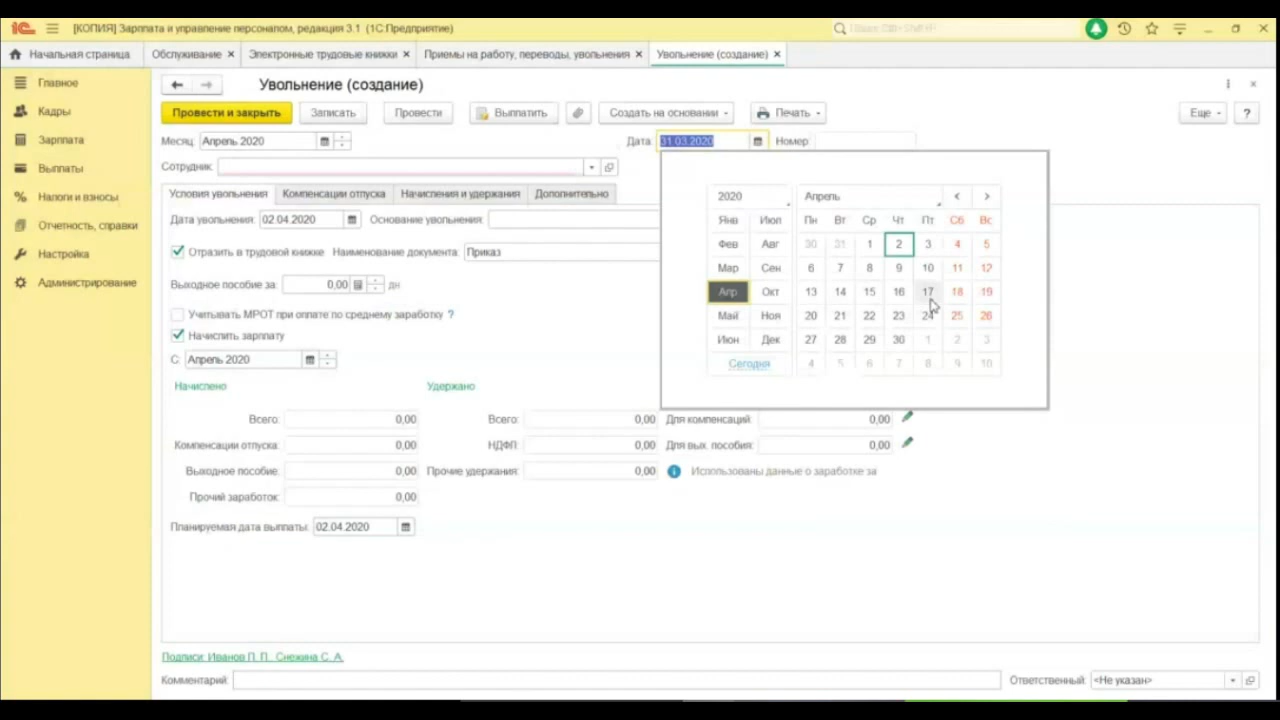 1С [КОПИЯ] Зарплата и управление персоналом, редакция 3.1 (1С:Предприятие)
Начальная страница Обслуживание × Электронные трудовые книжки × Приемы на работу, переводы, увольнения × Увольнение (создание) ×
Главное
Кадры
Зарплата
Выплаты
Налоги и взносы
Отчетность, справки
Настройка
Администрирование
Увольнение (создание)
Провести и закрыть Записать Провести Выплатить Создать на основании Печать Еще ?
Месяц: Апрель 2020 Дата: 31.03.2020 Номер:
Сотрудник:
Условия увольнения Компенсации отпуска Начисления и удержания Дополнительно
Дата увольнения: 02.04.2020 Основание увольнения:
Отразить в трудовой книжке Наименование документа: Приказ
Выходное пособие за: 0,00 дн
Учитывать МРОТ при оплате по среднему заработку ?
Начислить зарплату
С: Апрель 2020
2020 Апрель < >
Янв Июл Пн Вт Ср Чт Пт Сб Вс
Фев Авг 30 31 1 2 3 4 5
Мар Сен 6 7 8 9 10 11 12
Апр Окт 13 14 15 16 17 18 19
Май Ноя 20 21 22 23 24 25 26
Июн Дек 27 28 29 30 1 2 3
Сегодня 4 5 6 7 8 9 10
Начислено Удержано
Всего: 0,00 Всего: 0,00 Для компенсаций: 0,00
Компенсации отпуска: 0,00 НДФЛ: 0,00 Для вых. пособия: 0,00
Выходное пособие: 0,00 Прочие удержания: 0,00 Использованы данные о заработке за
Прочий заработок: 0,00
Планируемая дата выплаты: 02.04.2020
Подписи: Иванов П. П., Снежина С. А.
Комментарий: Ответственный: <Не указан>